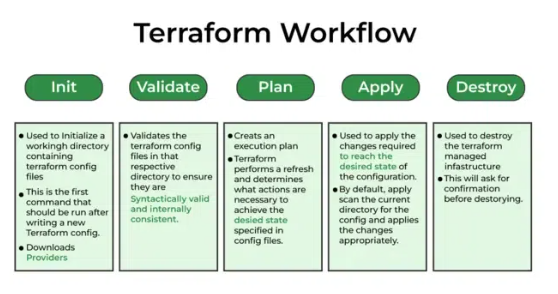 Terraform Workflow
Init
Validate
Plan
Apply
Destroy
● Used to Initialize a
workingh directory
containing
terraform config
files
● This is the first
command that
should be run after
writing a new
Terraform config.
● Downloads
Providers
● Validates the
terraform config
files in that
respective
directory to ensure
they are
Syntactically valid
and internally
consistent.
● Creats an
execution plan
● Terraform
performs a refresh
and determines
what actions are
necessary to
achieve the
desired state
specified in
config files.
● Used to apply the
changes required
to reach the
desired state of
the configuration.
● By default, apply
scan the current
directory for the
config and applies
the changes
appropriately.
● Used to destroy
the terraform
managed
infastructure
● This will ask for
confirmation
before destorying.